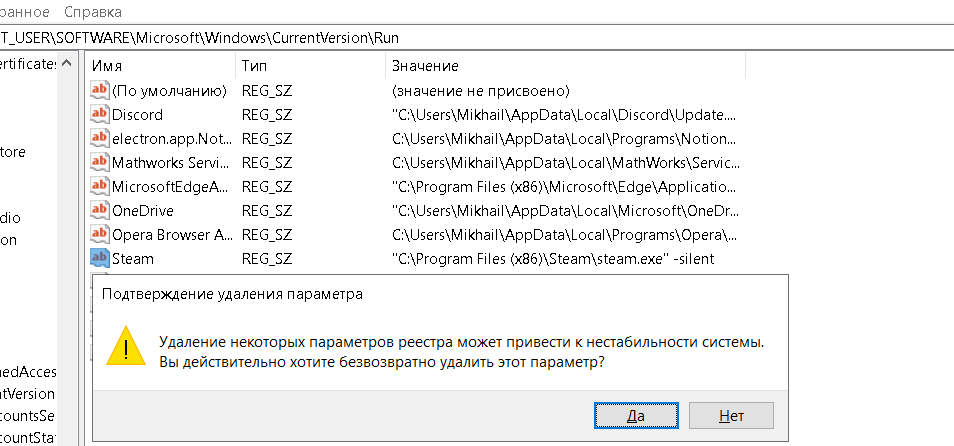 ранное Справка
T_USER\SOFTWARE\Microsoft\Windows\CurrentVersion\Run
ertificates
Имя Тип Значение
(По умолчанию) REG_SZ (значение не присвоено)
Discord REG_SZ "C:\Users\Mikhail\AppData\Local\Discord\Update....
electron.app.Not... REG_SZ C:\Users\Mikhail\AppData\Local\Programs\Notion...
tore
Mathworks Servi... REG_SZ C:\Users\Mikhail\AppData\Local\MathWorks\Servic...
MicrosoftEdgeA... REG_SZ "C:\Program Files (x86)\Microsoft\Edge\Applicatio...
dio
OneDrive REG_SZ "C:\Users\Mikhail\AppData\Local\Microsoft\OneDr...
on
Opera Browser A... REG_SZ C:\Users\Mikhail\AppData\Local\Programs\Opera\...
Steam REG_SZ "C:\Program Files (x86)\Steam\steam.exe" -silent
Подтверждение удаления параметра
Удаление некоторых параметров реестра может привести к нестабильности системы.
Вы действительно хотите безвозвратно удалить этот параметр?
nedAcces
ntVersion
countsSe
countStat
Да Нет